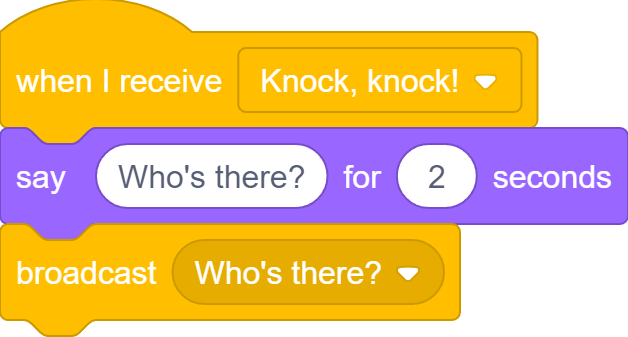 when I receive Knock, knock!
say Who's there? for 2 seconds
broadcast Who's there?